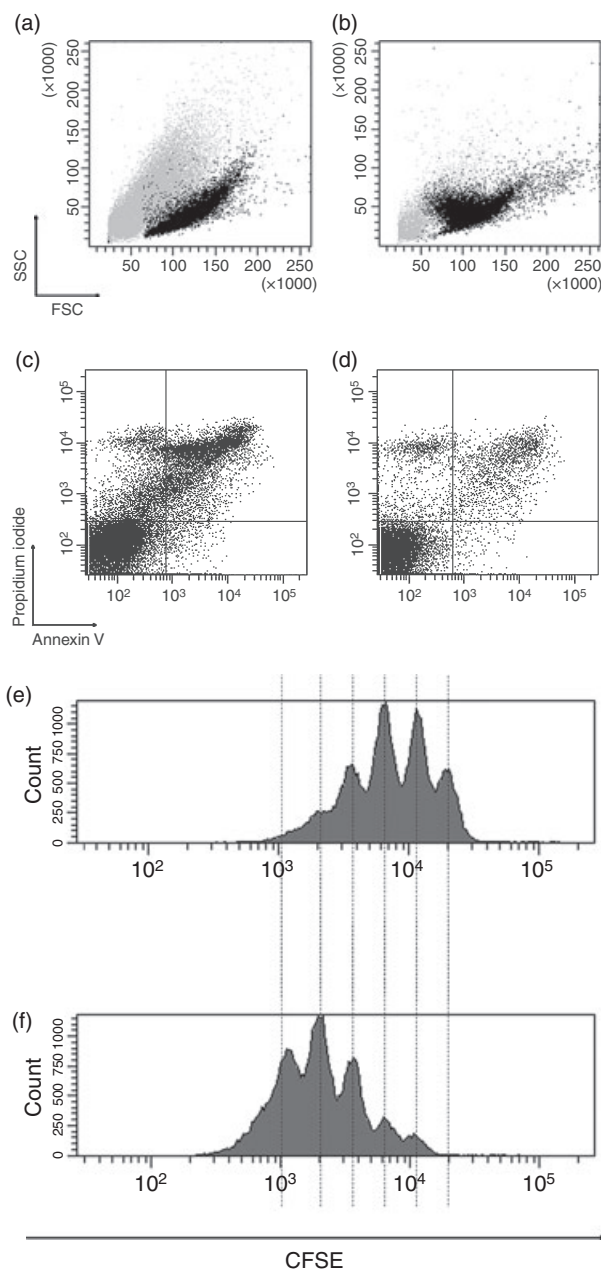 (a) (b)
(×1000) (×1000)
250 250
200 200
150 150
100 100
50 50
50 100 150 200 250 50 100 150 200 250
(×1000) (×1000)
SSC
FSC
(c) (d)
10^5 10^5
10^4 10^4
10^3 10^3
10^2 10^2
10^2 10^3 10^4 10^5 10^2 10^3 10^4 10^5
Propidium iodide
Annexin V
(e)
Count
1000
750
500
250
0
10^2 10^3 10^4 10^5
(f)
Count
1000
750
500
250
0
10^2 10^3 10^4 10^5
CFSE